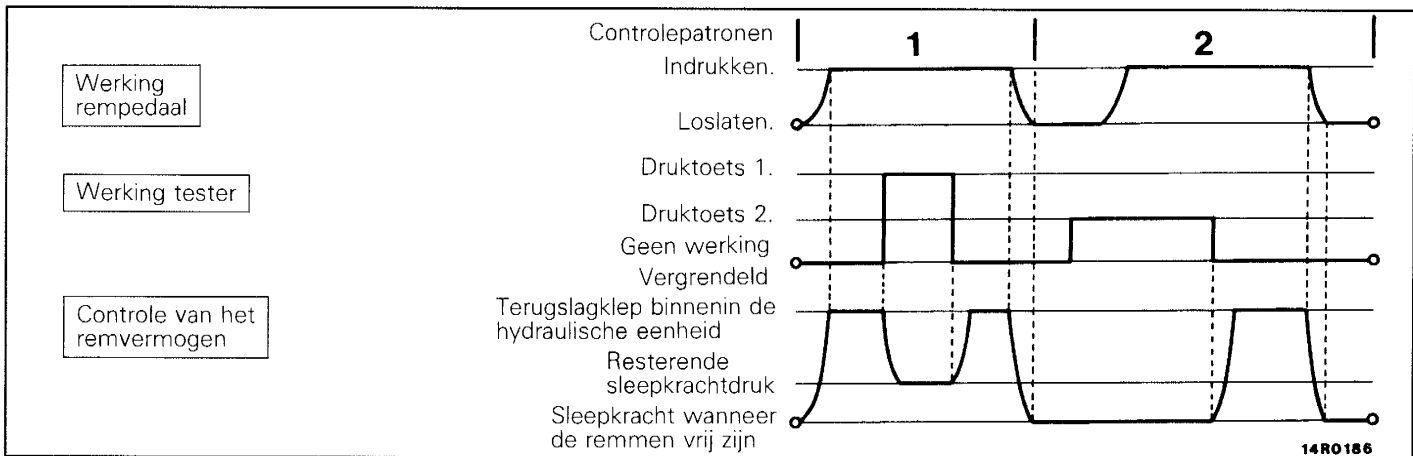 Controlepatronen
1
2
Werking
rempedaal
Indrukken.
Loslaten.
Werking tester
Druktoets 1.
Druktoets 2.
Geen werking
Controle van het
remvermogen
Vergrendeld
Terugslagklep binnenin de
hydraulische eenheid
Resterende
sleepkrachtdruk
Sleepkracht wanneer
de remmen vrij zijn
14R0186